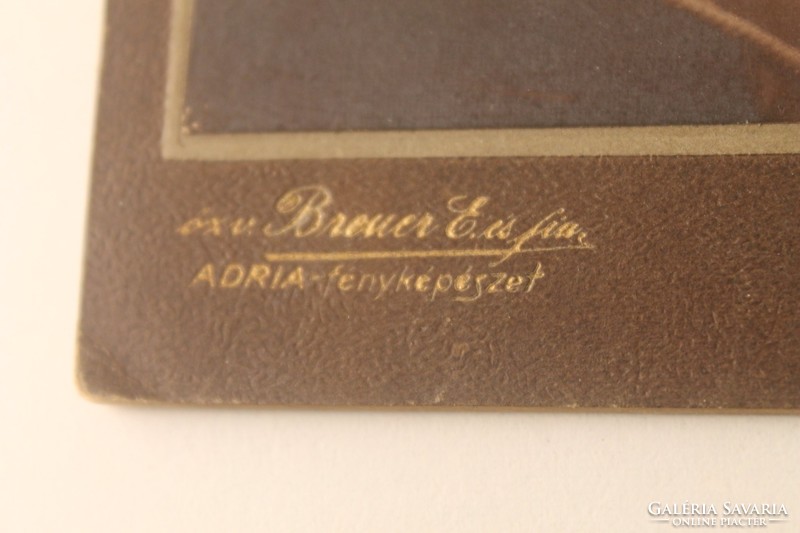 özv. Breuer E. és fia.
ADRIA-fényképészet
GALÉRIA SAVARIA
ONLINE PIACTÉR